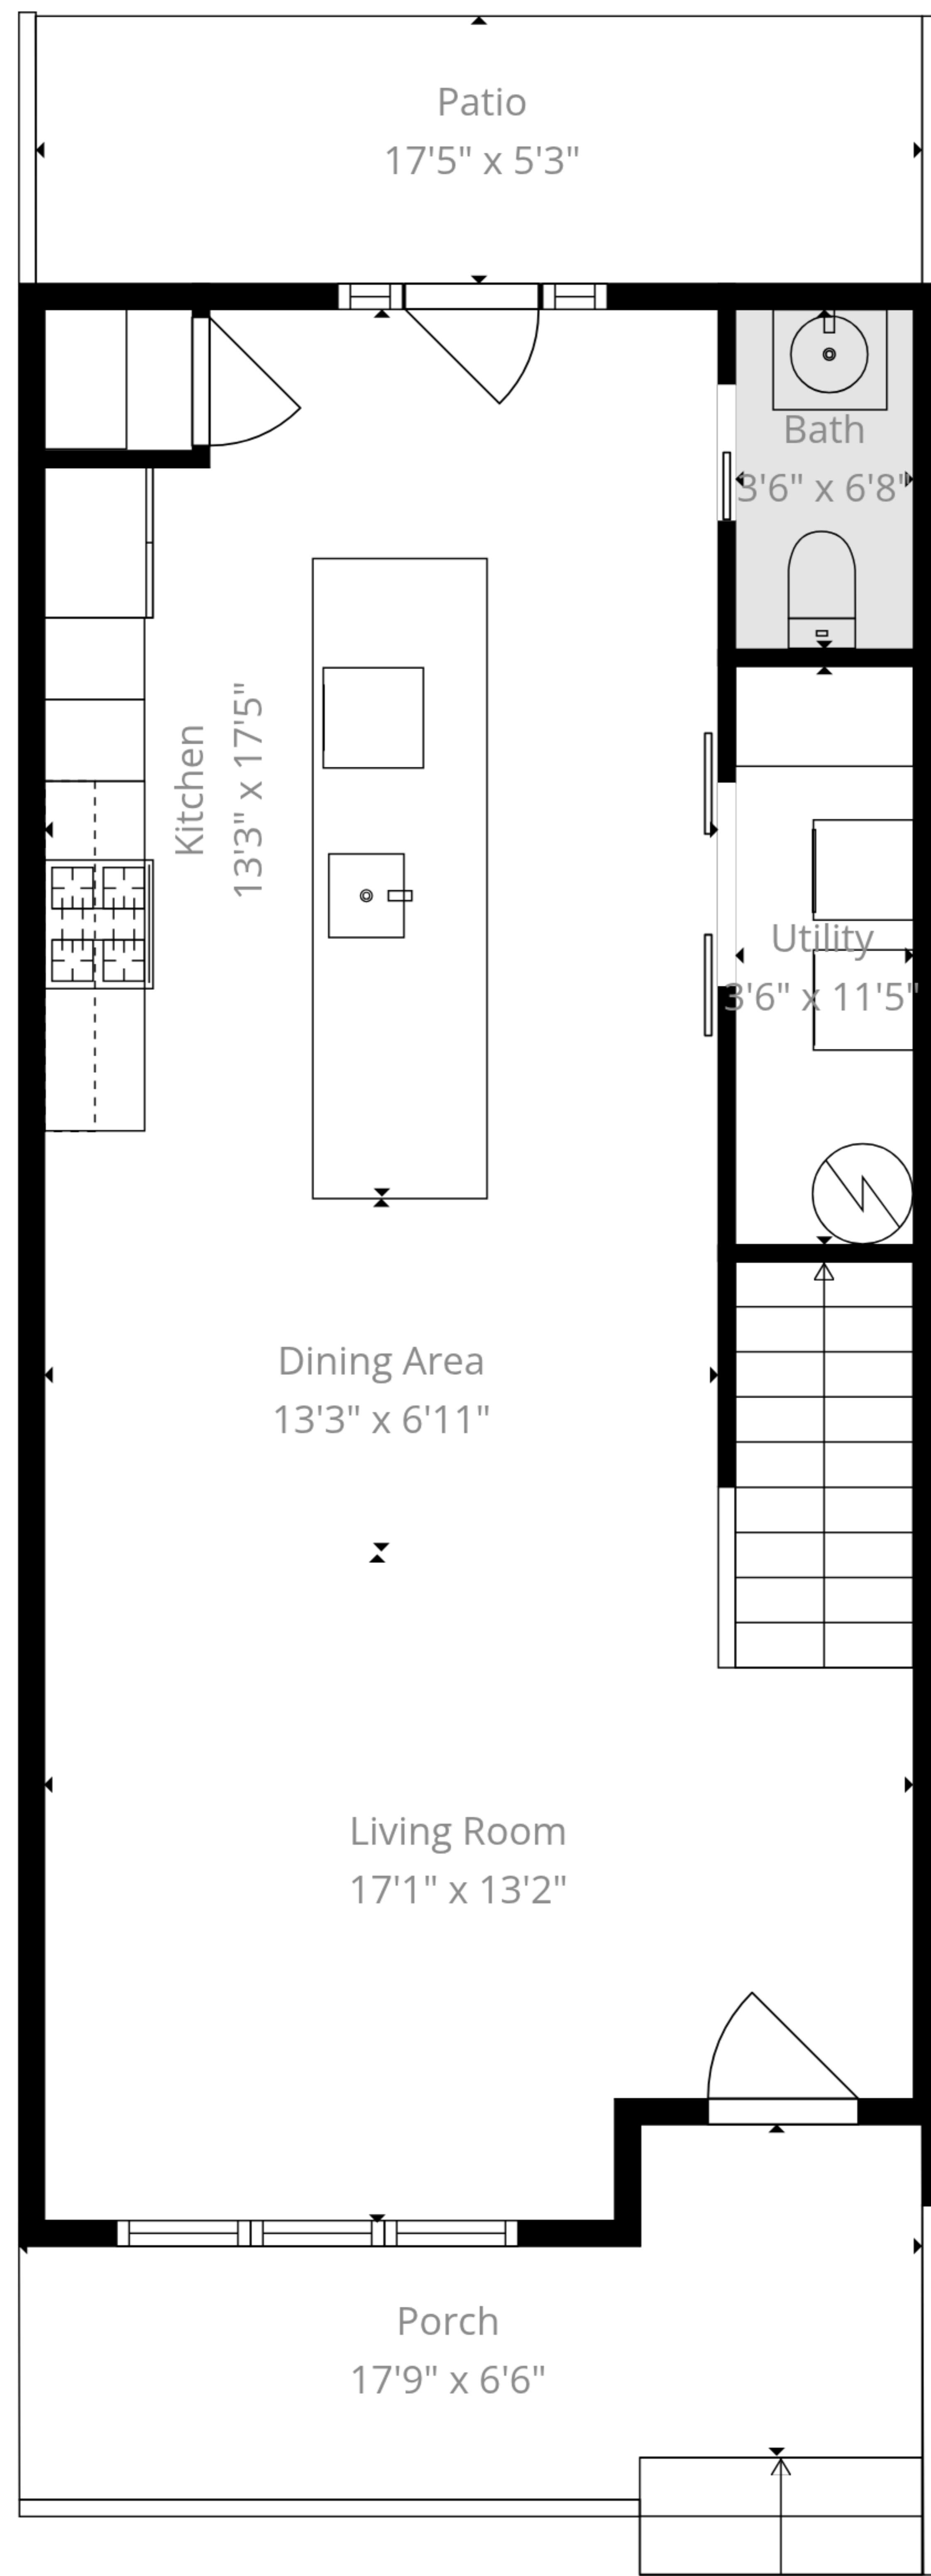 Patio
17'5" x 5'3"
Bath
3'6" x 6'8"
Kitchen
13'3" x 17'5"
Utility
3'6" x 11'5"
Dining Area
13'3" x 6'11"
Living Room
17'1" x 13'2"
Porch
17'9" x 6'6"